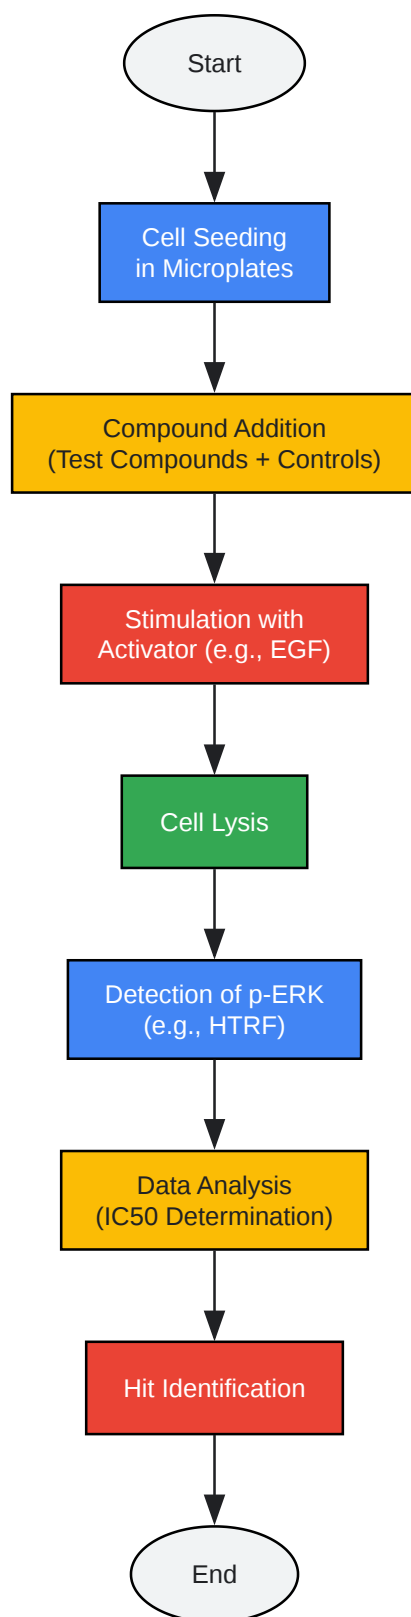 Start
Cell Seeding
in Microplates
Compound Addition
(Test Compounds + Controls)
Stimulation with
Activator (e.g., EGF)
Cell Lysis
Detection of p-ERK
(e.g., HTRF)
Data Analysis
(IC50 Determination)
Hit Identification
End